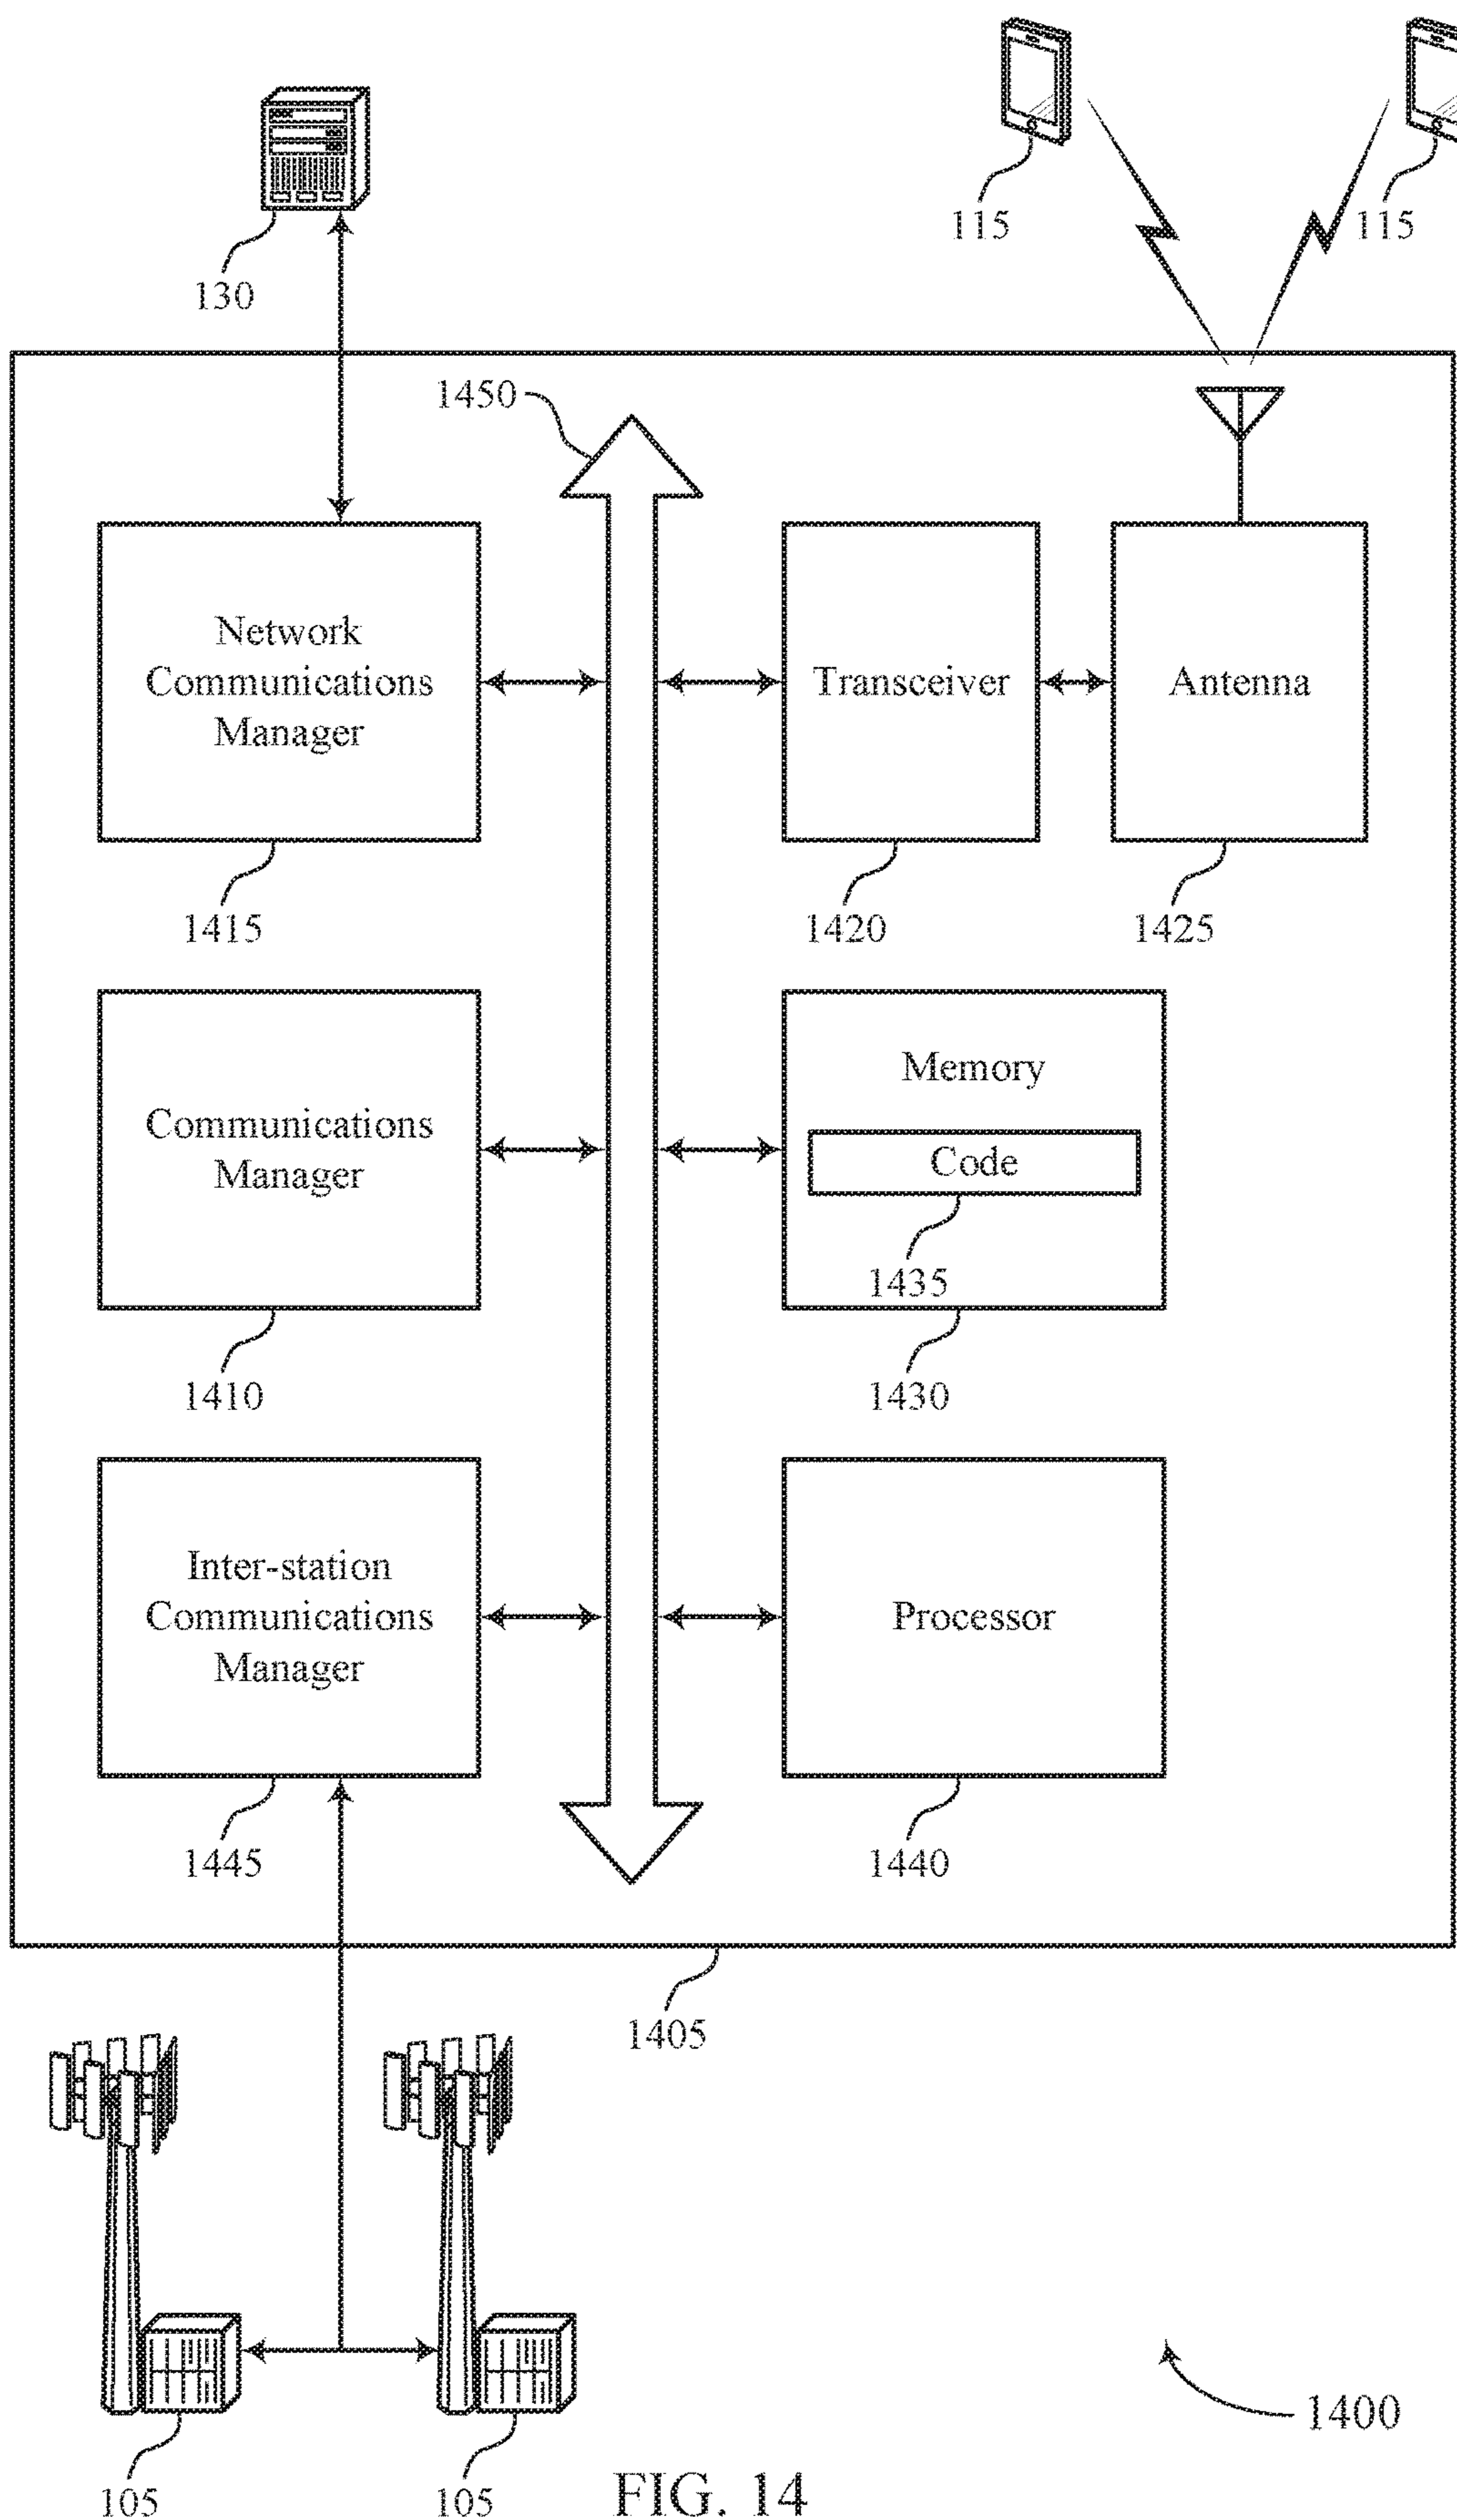 115
115
130
1450
Network
Communications
Manager
Transceiver
Antenna
1415
1420
1425
Communications
Manager
Memory
Code
1435
1410
1430
Inter-station
Communications
Manager
Processor
1445
1440
1405
1400
105
105
FIG. 14